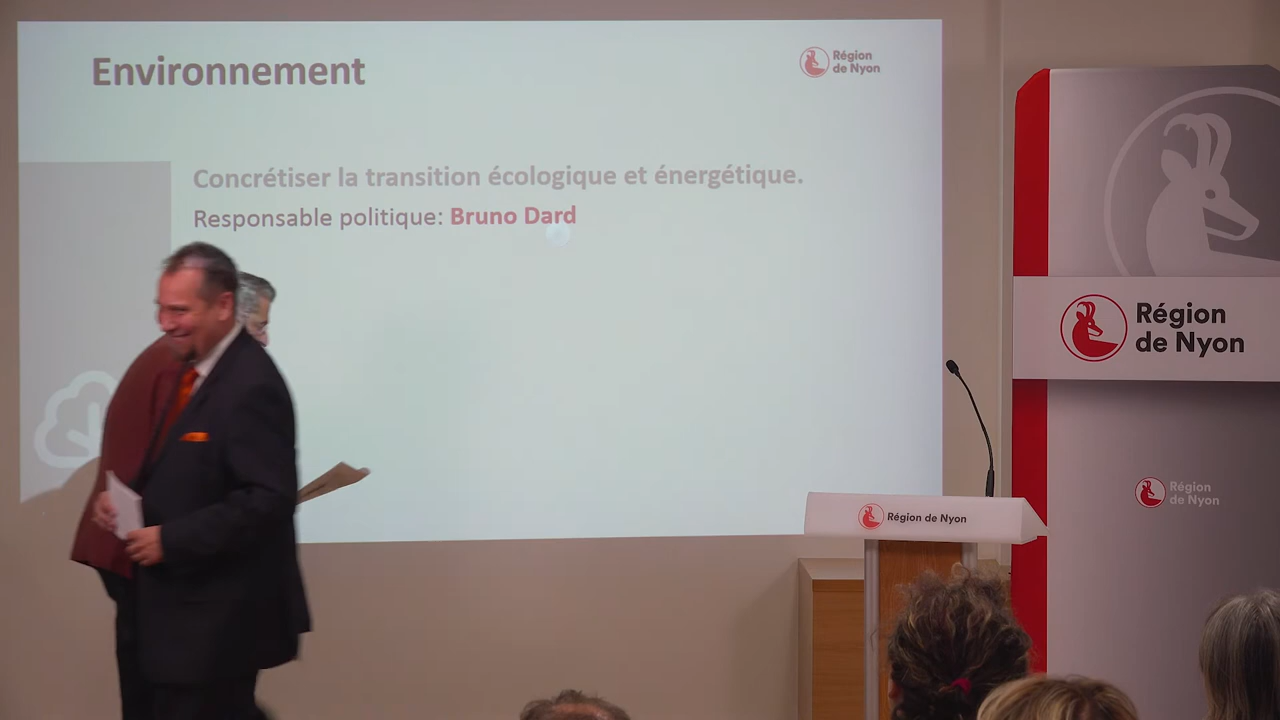 Environnement
Région
de Nyon
Concrétiser la transition écologique et énergétique.
Responsable politique: Bruno Dard
Région
de Nyon
Région
de Nyon
Région de Nyon